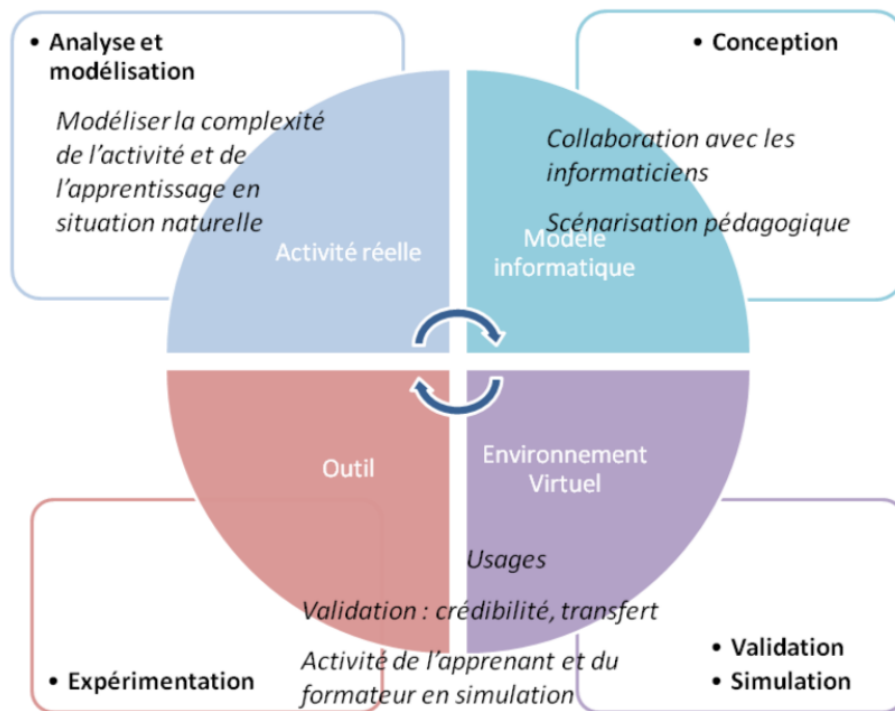 • Analyse et
modélisation
Modéliser la complexité
de l'activité et de
l'apprentissage en
situation naturelle
• Conception
Collaboration avec les
informaticiens
Scénarisation pédagogique
Activité réelle
Modèle
informatique
Outil
Environnement
Virtuel
Usages
Validation : crédibilité, transfert
Activité de l'apprenant et du
formateur en simulation
• Expérimentation
• Validation
• Simulation